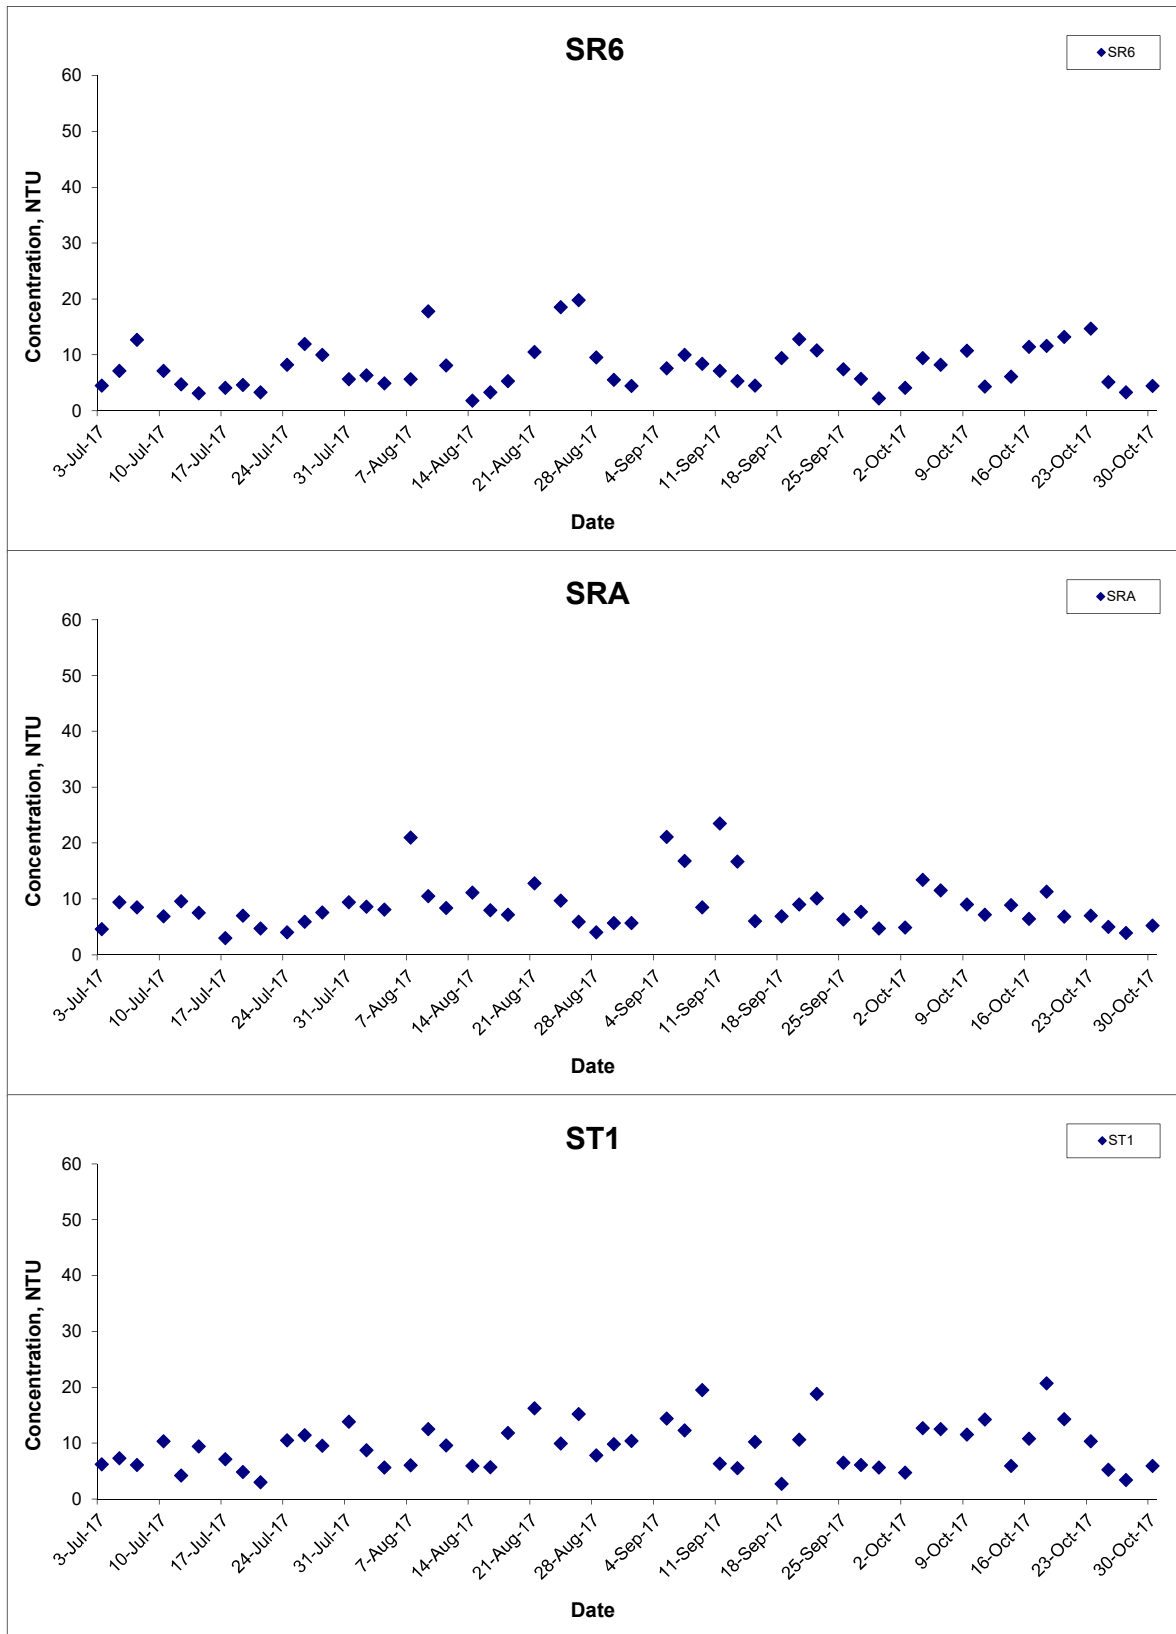 SR6
SR6
60
50
40
30
20
10
0
Concentration, NTU
3-Jul-17
10-Jul-17
17-Jul-17
24-Jul-17
31-Jul-17
7-Aug-17
14-Aug-17
21-Aug-17
28-Aug-17
4-Sep-17
11-Sep-17
18-Sep-17
25-Sep-17
2-Oct-17
9-Oct-17
16-Oct-17
23-Oct-17
30-Oct-17
Date
SRA
SRA
60
50
40
30
20
10
0
Concentration, NTU
3-Jul-17
10-Jul-17
17-Jul-17
24-Jul-17
31-Jul-17
7-Aug-17
14-Aug-17
21-Aug-17
28-Aug-17
4-Sep-17
11-Sep-17
18-Sep-17
25-Sep-17
2-Oct-17
9-Oct-17
16-Oct-17
23-Oct-17
30-Oct-17
Date
ST1
ST1
60
50
40
30
20
10
0
Concentration, NTU
3-Jul-17
10-Jul-17
17-Jul-17
24-Jul-17
31-Jul-17
7-Aug-17
14-Aug-17
21-Aug-17
28-Aug-17
4-Sep-17
11-Sep-17
18-Sep-17
25-Sep-17
2-Oct-17
9-Oct-17
16-Oct-17
23-Oct-17
30-Oct-17
Date